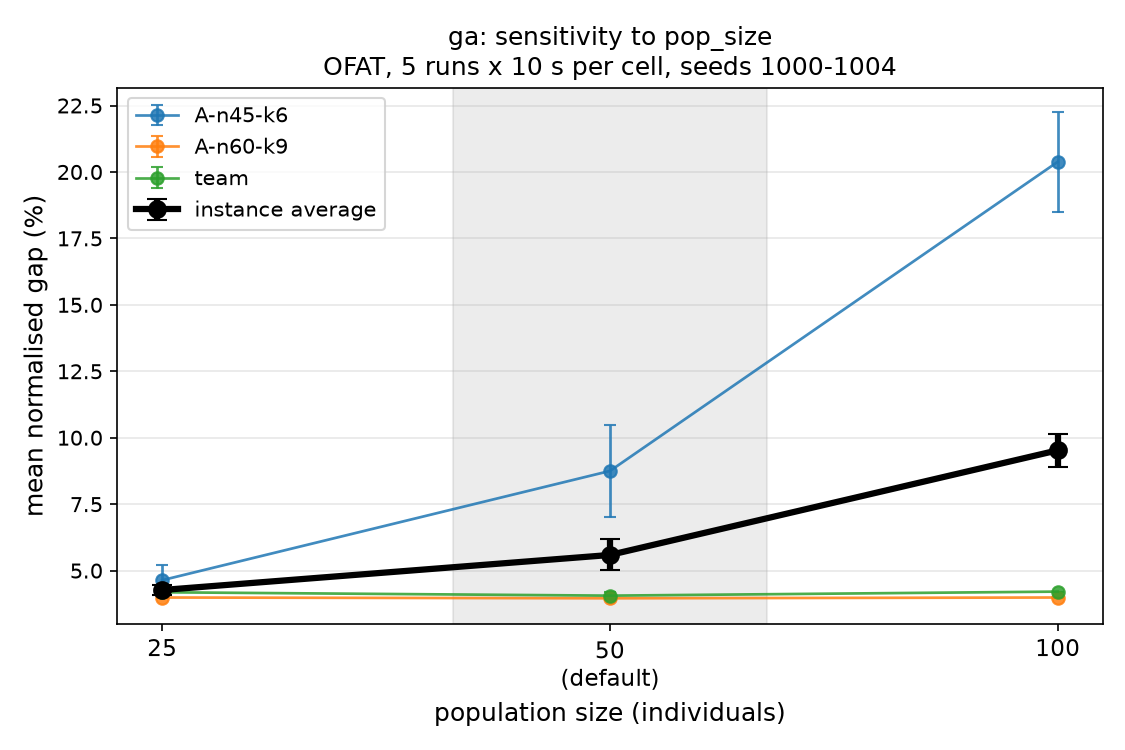 ga: sensitivity to pop_size
OFAT, 5 runs x 10 s per cell, seeds 1000-1004
mean normalised gap (%)
22.5
20.0
17.5
15.0
12.5
10.0
7.5
5.0
A-n45-k6
A-n60-k9
team
instance average
25
50
100
(default)
population size (individuals)